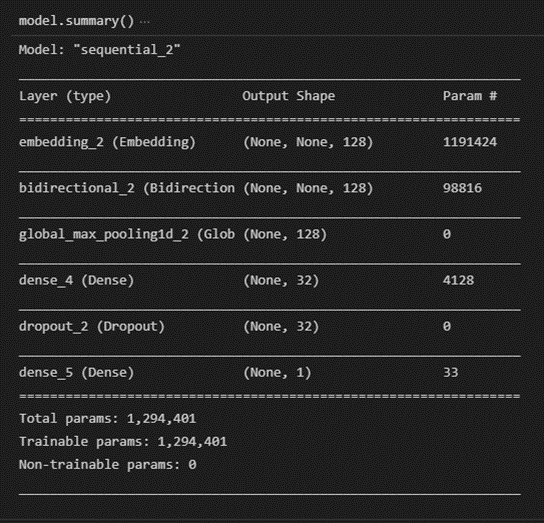 model.summary() ...
Model: "sequential_2"
_________________________________________________________________
Layer (type)                 Output Shape              Param #
=================================================================
embedding_2 (Embedding)      (None, None, 128)         1191424
_________________________________________________________________
bidirectional_2 (Bidirection (None, None, 128)         98816
_________________________________________________________________
global_max_pooling1d_2 (Glob (None, 128)               0
_________________________________________________________________
dense_4 (Dense)              (None, 32)                4128
_________________________________________________________________
dropout_2 (Dropout)          (None, 32)                0
_________________________________________________________________
dense_5 (Dense)              (None, 1)                 33
=================================================================
Total params: 1,294,401
Trainable params: 1,294,401
Non-trainable params: 0
_________________________________________________________________